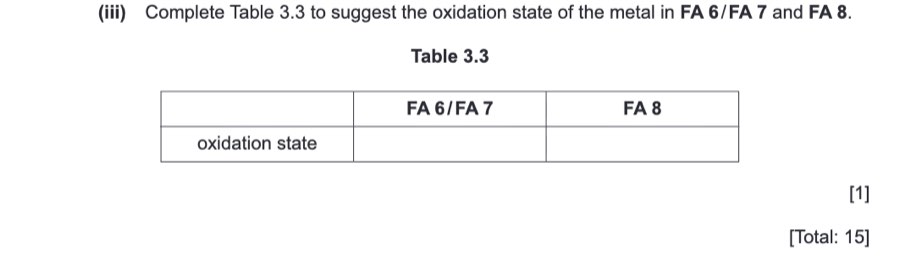 (iii) Complete Table 3.3 to suggest the oxidation state of the metal in FA 6/FA 7 and FA 8.
Table 3.3
FA 6/FA 7 FA 8
oxidation state
[1]
[Total: 15]